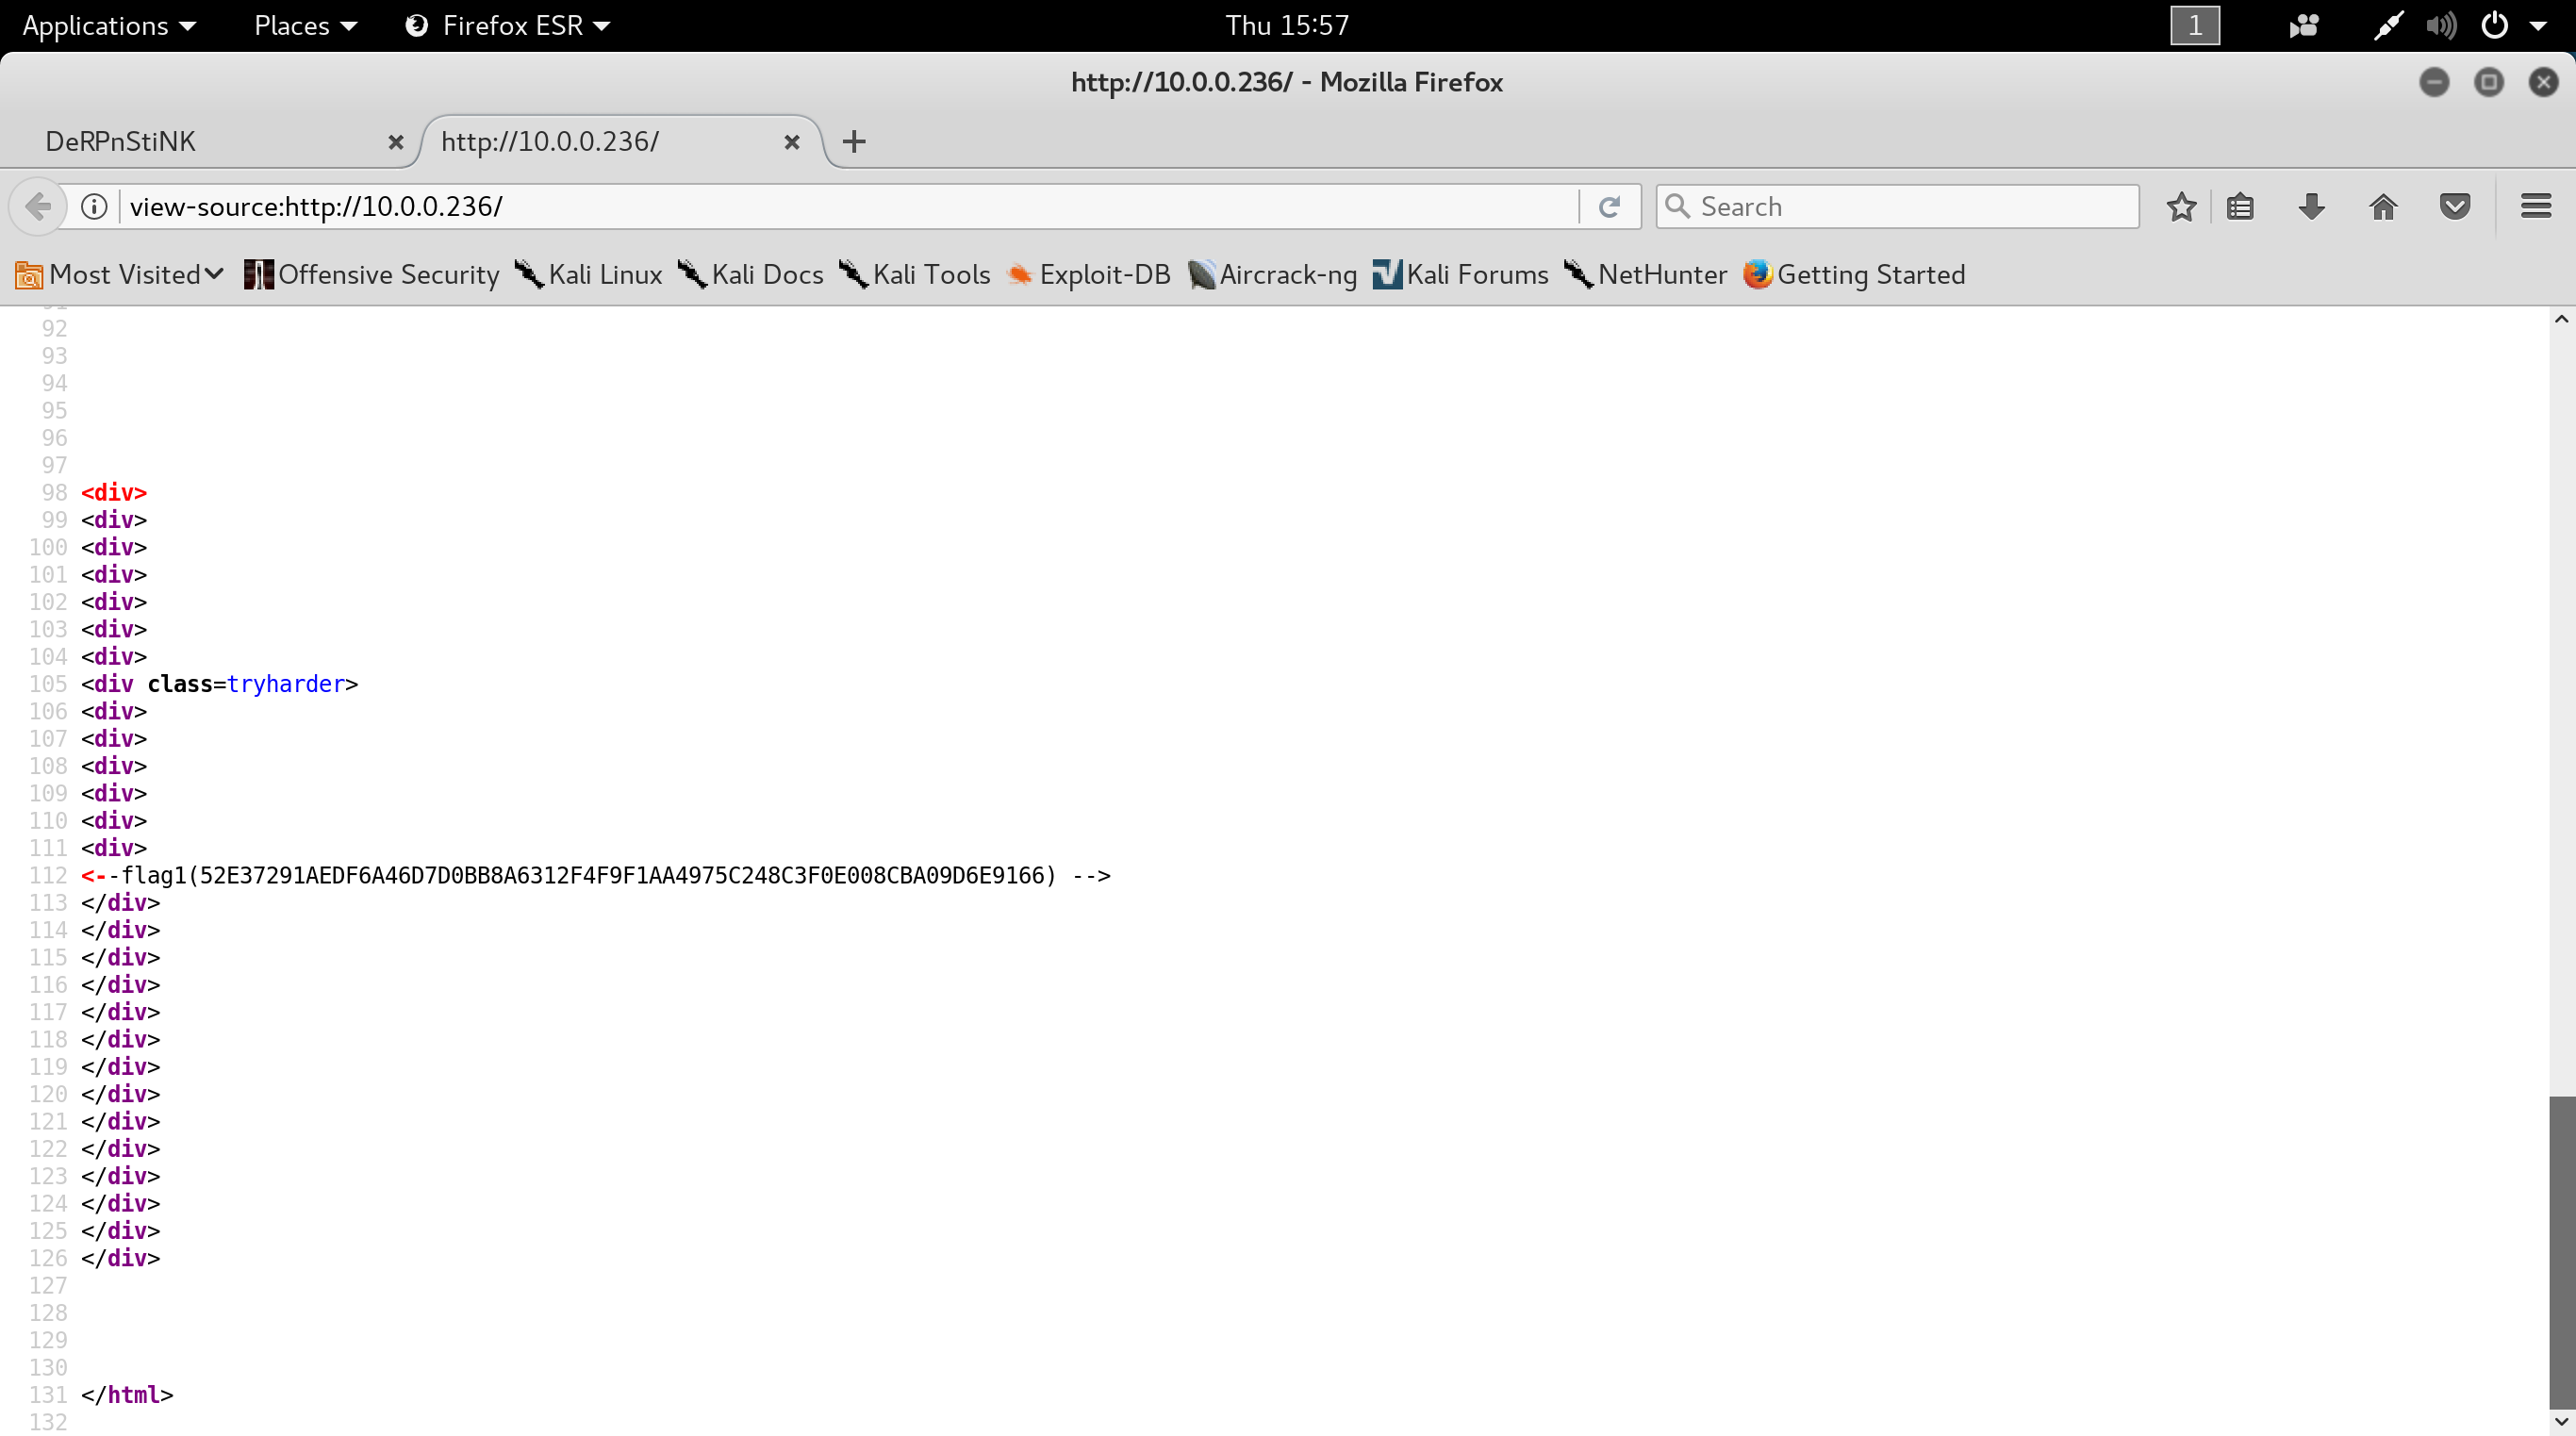 Applications Places Firefox ESR Thu 15:57 1
http://10.0.0.236/ - Mozilla Firefox
DeRPnStiNK http://10.0.0.236/
view-source:http://10.0.0.236/ Search
Most Visited Offensive Security Kali Linux Kali Docs Kali Tools Exploit-DB Aircrack-ng Kali Forums NetHunter Getting Started
91
92
93
94
95
96
97
98 <div>
99 <div>
100 <div>
101 <div>
102 <div>
103 <div>
104 <div>
105 <div class=tryharder>
106 <div>
107 <div>
108 <div>
109 <div>
110 <div>
111 <div>
112 <--flag1(52E37291AEDF6A46D7D0BB8A6312F4F9F1AA4975C248C3F0E008CBA09D6E9166) -->
113 </div>
114 </div>
115 </div>
116 </div>
117 </div>
118 </div>
119 </div>
120 </div>
121 </div>
122 </div>
123 </div>
124 </div>
125 </div>
126 </div>
127
128
129
130
131 </html>
132